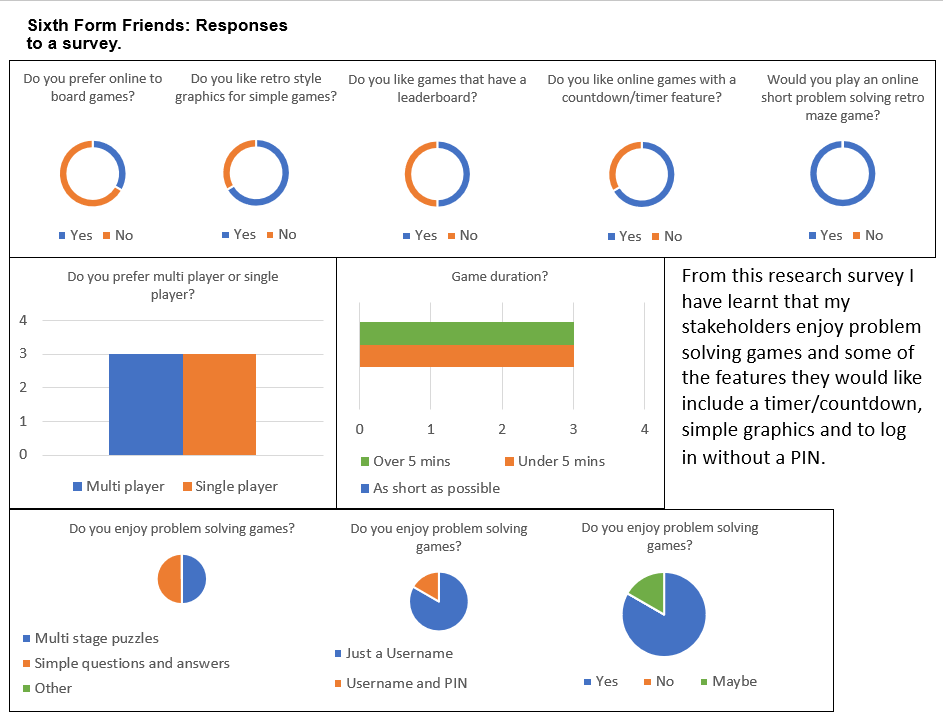 Sixth Form Friends: Responses
to a survey.
Do you prefer online to
board games?
Yes No
Do you like retro style
graphics for simple games?
Yes No
Do you like games that have a
leaderboard?
Yes No
Do you like online games with a
countdown/timer feature?
Yes No
Would you play an online
short problem solving retro
maze game?
Yes No
Do you prefer multi player or single
player?
4
3
2
1
0
Multi player Single player
Game duration?
0 1 2 3 4
Over 5 mins Under 5 mins
As short as possible
From this research survey I
have learnt that my
stakeholders enjoy problem
solving games and some of
the features they would like
include a timer/countdown,
simple graphics and to log
in without a PIN.
Do you enjoy problem solving games?
Multi stage puzzles
Simple questions and answers
Other
Do you enjoy problem solving
games?
Just a Username
Username and PIN
Do you enjoy problem solving
games?
Yes No Maybe